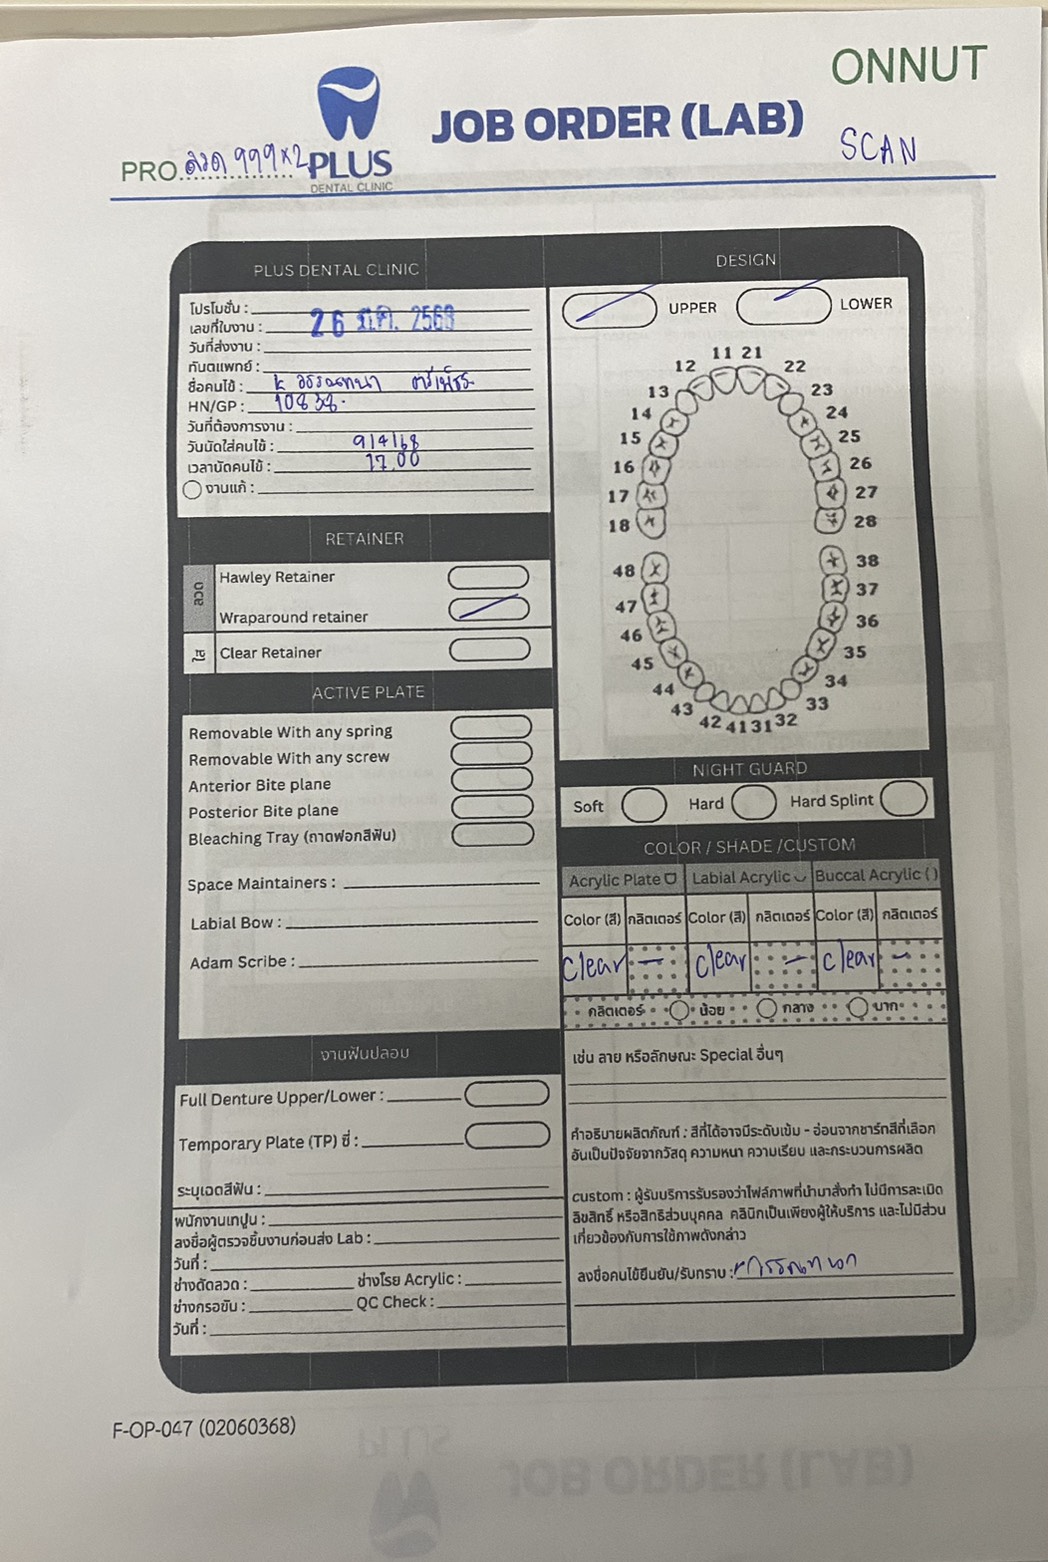 ONNUT
JOB ORDER (LAB)
SCAN
PRO. ลวด 999x2
PLUS
DENTAL CLINIC
PLUS DENTAL CLINIC
โปรโมชั่น :
เลขที่ใบงาน : 26 มี.ค. 2568
วันที่ส่งงาน :
ทันตแพทย์ :
ชื่อคนไข้ : K
HN/GP :
วันที่ต้องการงาน :
วันนัดใส่คนไข้ : 9/4/68
เวลานัดคนไข้ : 17.00
งานแก้ :
RETAINER
ลวด
Hawley Retainer
Wraparound retainer
ใส
Clear Retainer
ACTIVE PLATE
Removable With any spring
Removable With any screw
Anterior Bite plane
Posterior Bite plane
Bleaching Tray (ถาดฟอกสีฟัน)
Space Maintainers :
Labial Bow :
Adam Scribe :
งานฟันปลอม
Full Denture Upper/Lower :
Temporary Plate (TP) ซี่ :
ระบุเฉดสีฟัน :
พนักงานเทปูน :
ลงชื่อผู้ตรวจชิ้นงานก่อนส่ง Lab :
วันที่ :
ช่างดัดลวด : ช่างโรย Acrylic :
ช่างกรอขัน : QC Check :
วันที่ :
DESIGN
UPPER LOWER
11 21
12 22
13 23
14 24
15 25
16 26
17 27
18 28
48 38
47 37
46 36
45 35
44 34
43 33
42 41 31 32
NIGHT GUARD
Soft Hard Hard Splint
COLOR / SHADE /CUSTOM
Acrylic Plate Labial Acrylic Buccal Acrylic ( )
Color (สี) กลิตเตอร์ Color (สี) กลิตเตอร์ Color (สี) กลิตเตอร์
clear - clear - clear -
กลิตเตอร์ น้อย กลาง มาก
เช่น ลาย หรือลักษณะ Special อื่นๆ
คำอธิบายผลิตภัณฑ์ : สีที่ได้อาจมีระดับเข้ม - อ่อนจากชาร์ทสีที่เลือก
อันเป็นปัจจัยจากวัสดุ ความหนา ความเรียบ และกระบวนการผลิต
custom : ผู้รับบริการรับรองว่าไฟล์ภาพที่นำมาสั่งทำ ไม่มีการละเมิด
ลิขสิทธิ์ หรือสิทธิส่วนบุคคล คลินิกเป็นเพียงผู้ให้บริการ และไม่มีส่วน
เกี่ยวข้องกับการใช้ภาพดังกล่าว
ลงชื่อคนไข้ยืนยัน/รับทราบ :
F-OP-047 (02060368)